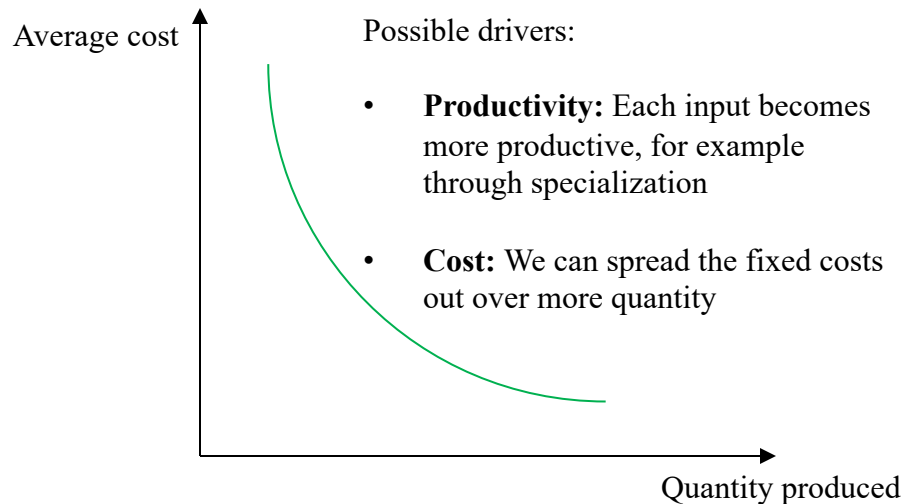 Average cost
Possible drivers:
• Productivity: Each input becomes
more productive, for example
through specialization
• Cost: We can spread the fixed costs
out over more quantity
Quantity produced